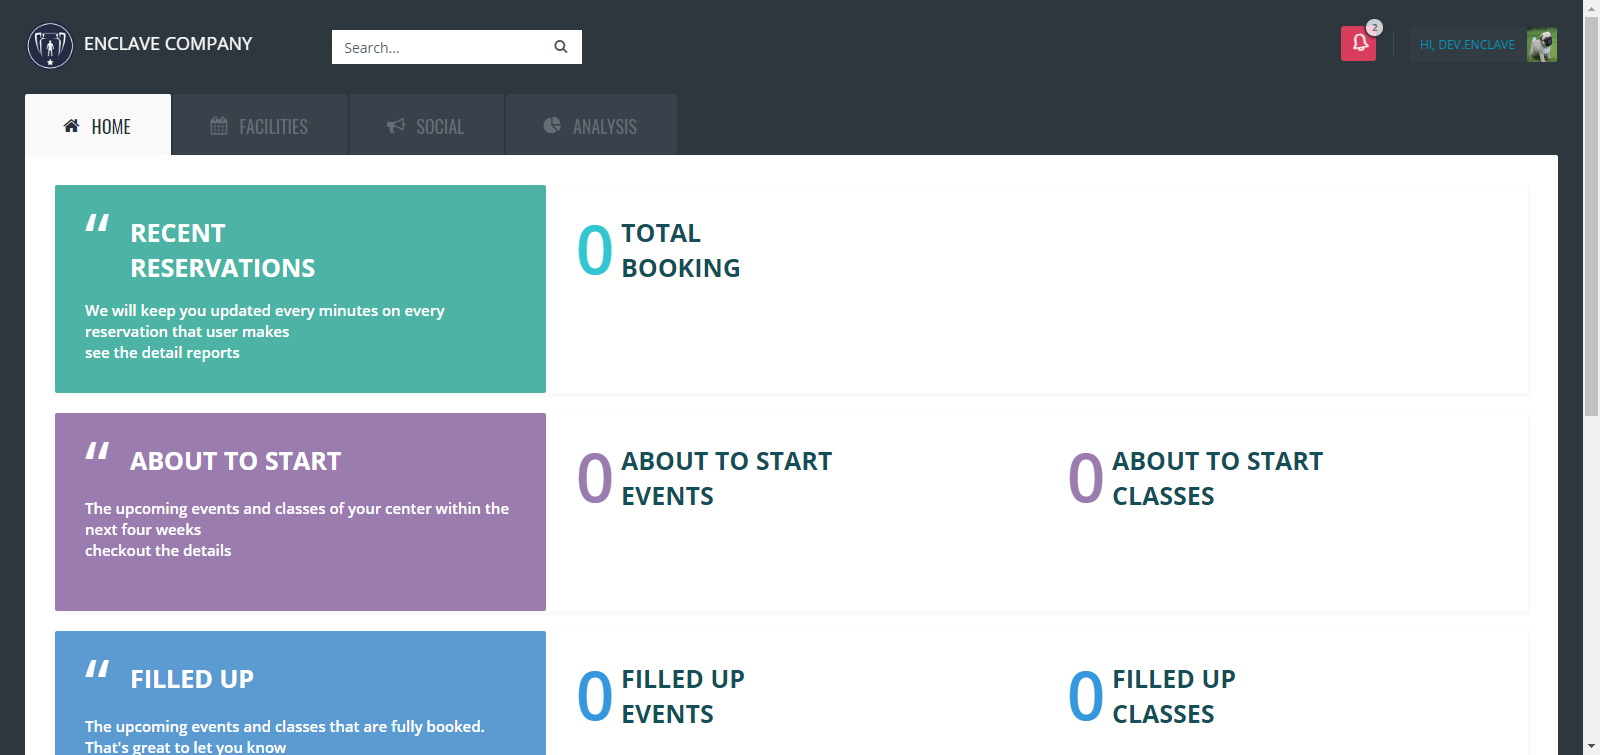 ENCLAVE COMPANY
Search...
2
HI, DEV.ENCLAVE
HOME
FACILITIES
SOCIAL
ANALYSIS
“ RECENT
RESERVATIONS
We will keep you updated every minutes on every
reservation that user makes
see the detail reports
0 TOTAL
BOOKING
“ ABOUT TO START
The upcoming events and classes of your center within the
next four weeks
checkout the details
0 ABOUT TO START
EVENTS
0 ABOUT TO START
CLASSES
“ FILLED UP
The upcoming events and classes that are fully booked.
That's great to let you know
0 FILLED UP
EVENTS
0 FILLED UP
CLASSES